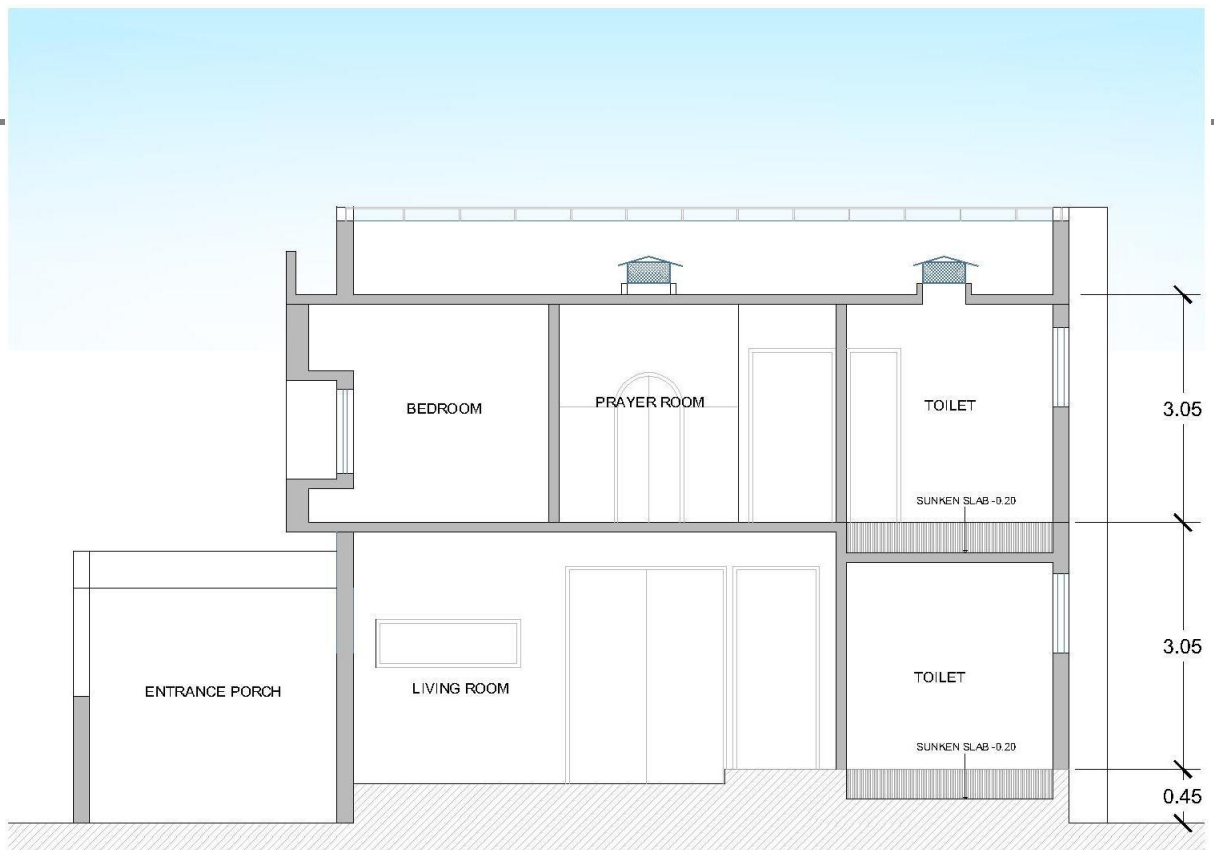 BEDROOM
PRAYER ROOM
TOILET
3.05
SUNKEN SLAB -0.20
3.05
ENTRANCE PORCH
LIVING ROOM
TOILET
SUNKEN SLAB -0.20
0.45